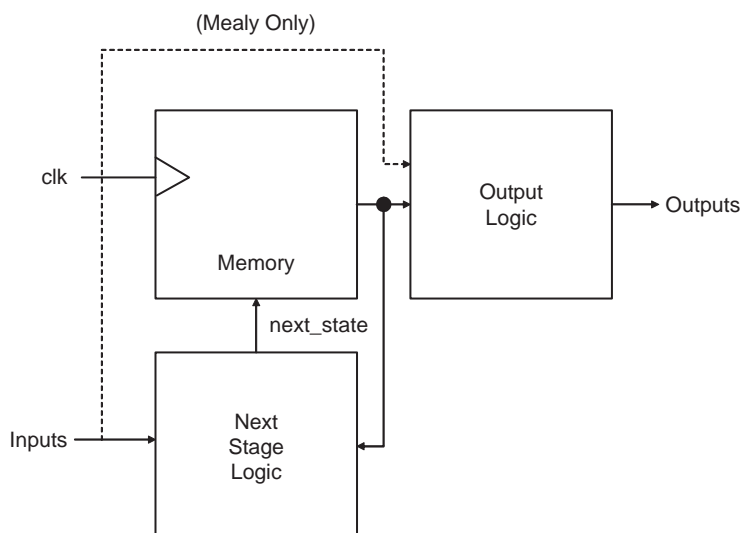 (Mealy Only)
clk
Output
Logic
Outputs
Memory
next_state
Inputs
Next
Stage
Logic